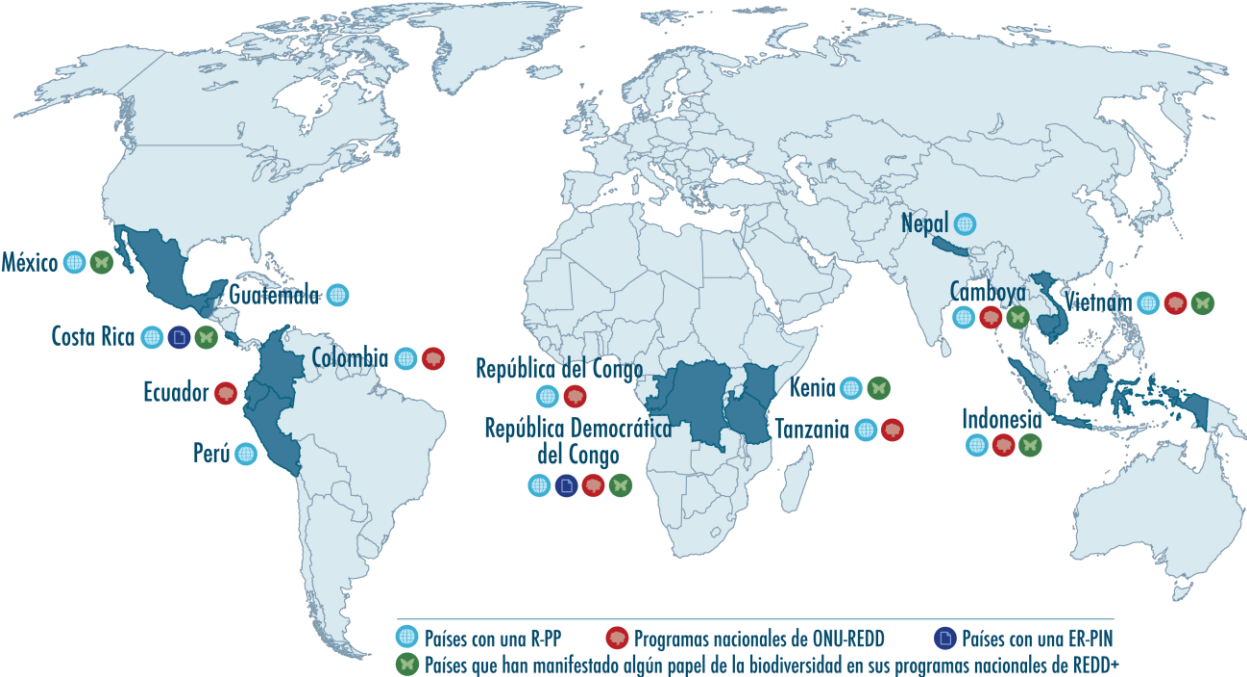 Nepal
México
Camboya
Vietnam
Guatemala
Costa Rica
Colombia
República del Congo
Ecuador
Kenia
República Democrática
del Congo
Tanzania
Indonesia
Perú
Países con una R-PP
Programas nacionales de ONU-REDD
Países con una ER-PIN
Países que han manifestado algún papel de la biodiversidad en sus programas nacionales de REDD+